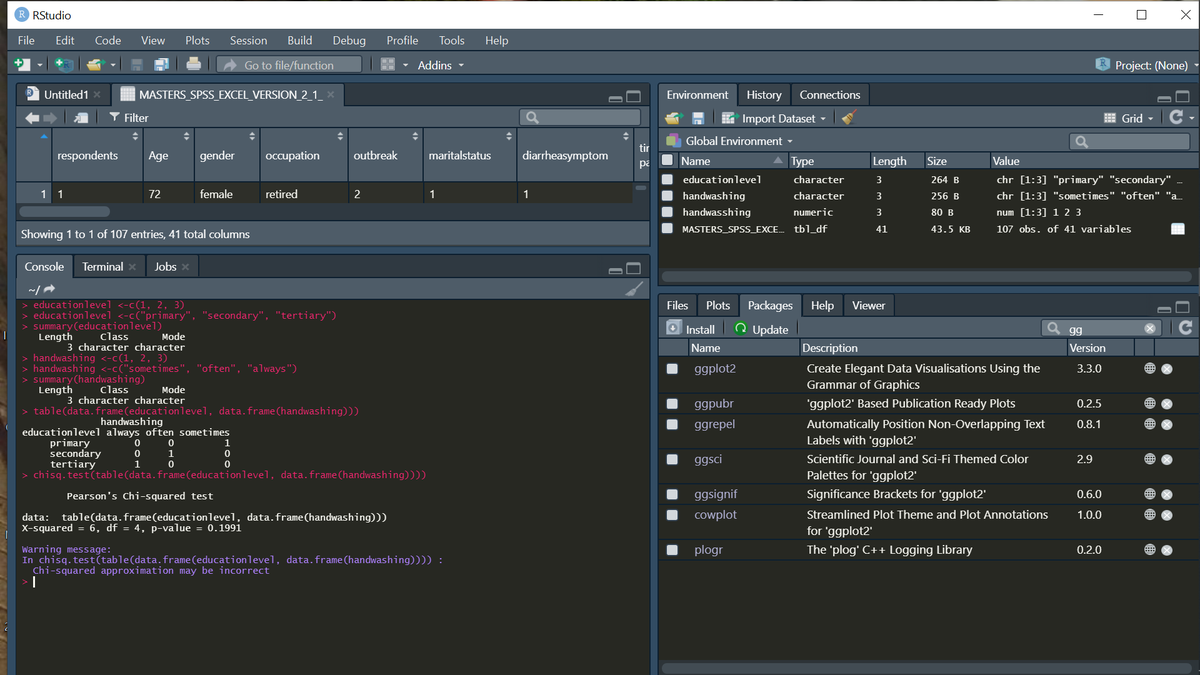 RStudio
File Edit Code View Plots Session Build Debug Profile Tools Help
Go to file/function Addins Project: (None)
Untitled1 MASTERS_SPSS_EXCEL_VERSION_2_1_
Filter
respondents Age gender occupation outbreak maritalstatus diarrheasymptom
1 1 72 female retired 2 1 1
Showing 1 to 1 of 107 entries, 41 total columns
Console Terminal Jobs
~/
> educationlevel <-c(1, 2, 3)
> educationlevel <-c("primary", "secondary", "tertiary")
> summary(educationlevel)
Length Class Mode
3 character character
> handwashing <-c(1, 2, 3)
> handwashing <-c("sometimes", "often", "always")
> summary(handwashing)
Length Class Mode
3 character character
> table(data.frame(educationlevel, data.frame(handwashing)))
handwashing
educationlevel always often sometimes
primary 0 0 1
secondary 0 1 0
tertiary 1 0 0
> chisq.test(table(data.frame(educationlevel, data.frame(handwashing))))
Pearson's Chi-squared test
data: table(data.frame(educationlevel, data.frame(handwashing)))
X-squared = 6, df = 4, p-value = 0.1991
Warning message:
In chisq.test(table(data.frame(educationlevel, data.frame(handwashing)))) :
Chi-squared approximation may be incorrect
>
Environment History Connections
Import Dataset Grid
Global Environment
Name Type Length Size Value
educationlevel character 3 264 B chr [1:3] "primary" "secondary" …
handwashing character 3 256 B chr [1:3] "sometimes" "often" "a…
handwasshing numeric 3 80 B num [1:3] 1 2 3
MASTERS_SPSS_EXCE… tbl_df 41 43.5 KB 107 obs. of 41 variables
Files Plots Packages Help Viewer
Install Update gg
Name Description Version
ggplot2 Create Elegant Data Visualisations Using the 3.3.0
Grammar of Graphics
ggpubr 'ggplot2' Based Publication Ready Plots 0.2.5
ggrepel Automatically Position Non-Overlapping Text 0.8.1
Labels with 'ggplot2'
ggsci Scientific Journal and Sci-Fi Themed Color 2.9
Palettes for 'ggplot2'
ggsignif Significance Brackets for 'ggplot2' 0.6.0
cowplot Streamlined Plot Theme and Plot Annotations 1.0.0
for 'ggplot2'
plogr The 'plog' C++ Logging Library 0.2.0